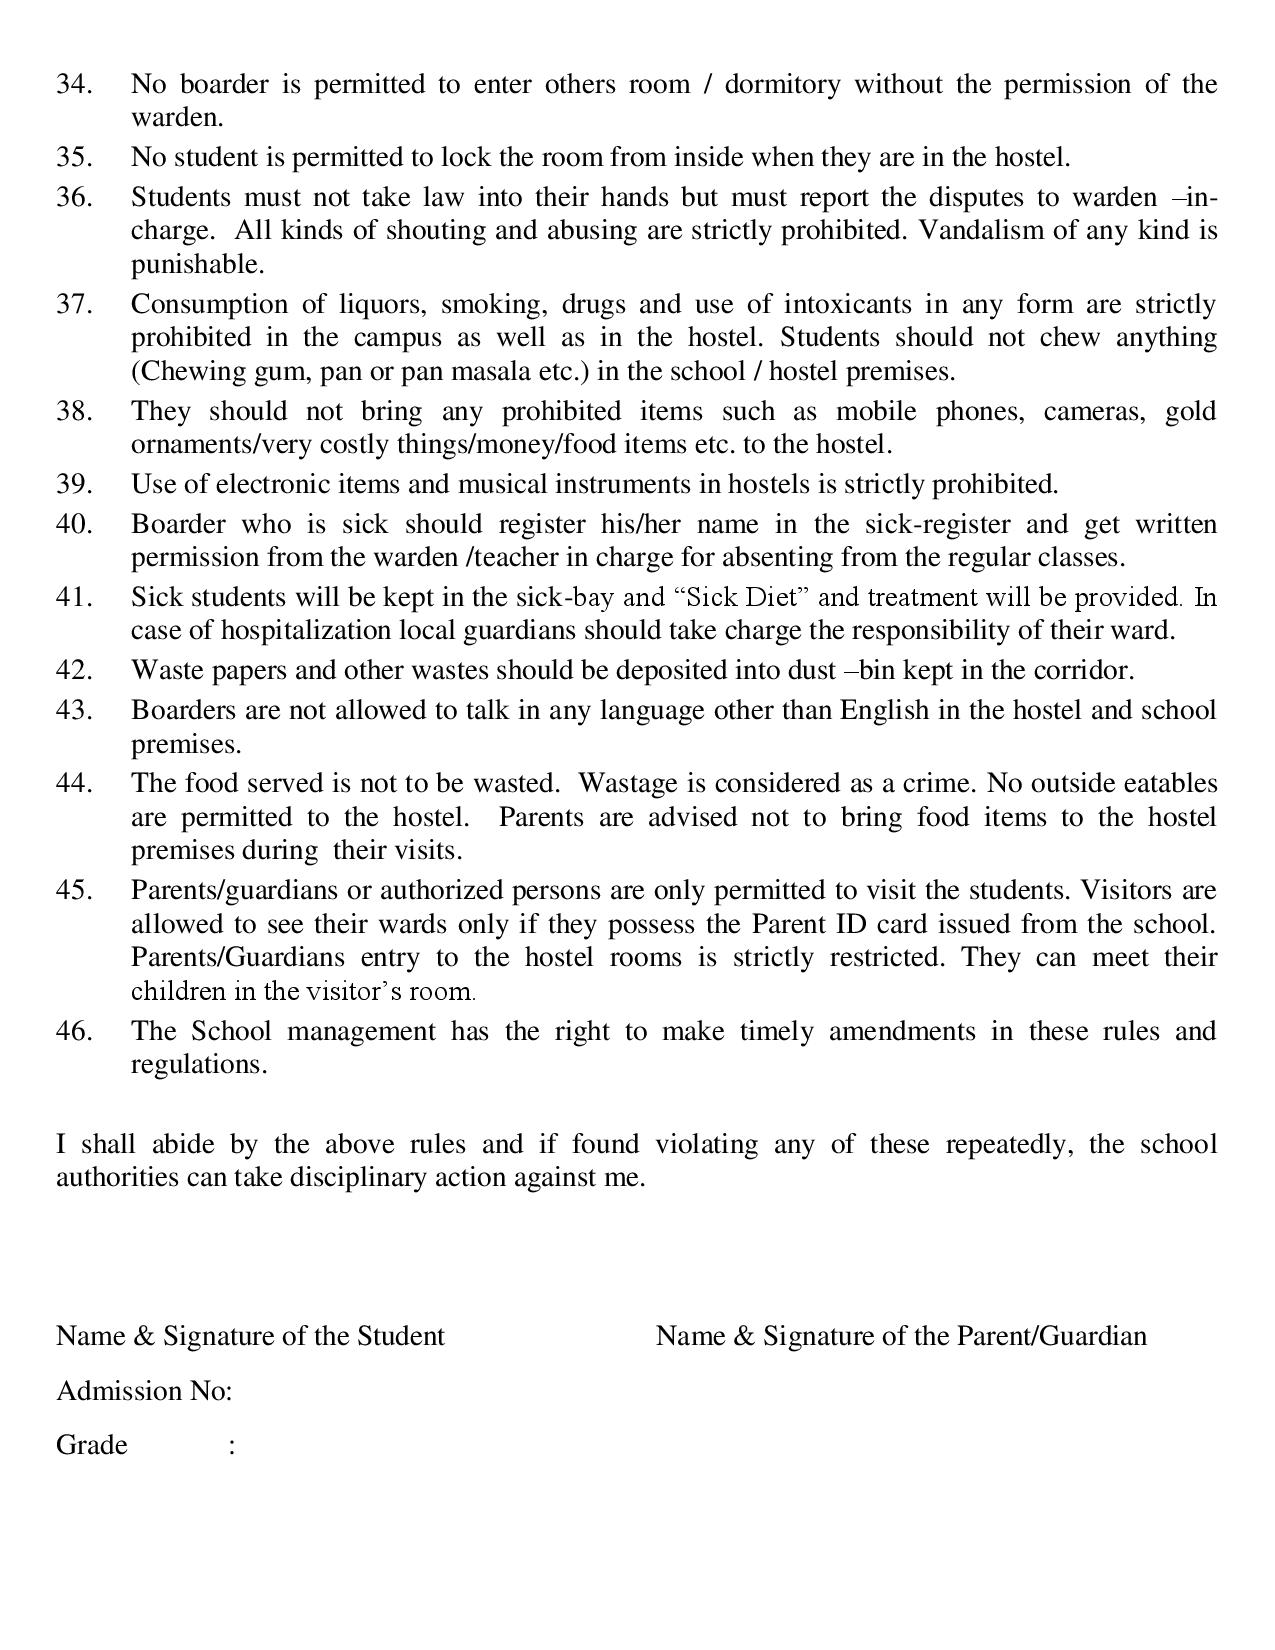 34. No boarder is permitted to enter others room / dormitory without the permission of the
warden.
35. No student is permitted to lock the room from inside when they are in the hostel.
36. Students must not take law into their hands but must report the disputes to warden –in-
charge.  All kinds of shouting and abusing are strictly prohibited. Vandalism of any kind is
punishable.
37. Consumption of liquors, smoking, drugs and use of intoxicants in any form are strictly
prohibited in the campus as well as in the hostel. Students should not chew anything
(Chewing gum, pan or pan masala etc.) in the school / hostel premises.
38. They should not bring any prohibited items such as mobile phones, cameras, gold
ornaments/very costly things/money/food items etc. to the hostel.
39. Use of electronic items and musical instruments in hostels is strictly prohibited.
40. Boarder who is sick should register his/her name in the sick-register and get written
permission from the warden /teacher in charge for absenting from the regular classes.
41. Sick students will be kept in the sick-bay and “Sick Diet” and treatment will be provided. In
case of hospitalization local guardians should take charge the responsibility of their ward.
42. Waste papers and other wastes should be deposited into dust –bin kept in the corridor.
43. Boarders are not allowed to talk in any language other than English in the hostel and school
premises.
44. The food served is not to be wasted.  Wastage is considered as a crime. No outside eatables
are permitted to the hostel.  Parents are advised not to bring food items to the hostel
premises during  their visits.
45. Parents/guardians or authorized persons are only permitted to visit the students. Visitors are
allowed to see their wards only if they possess the Parent ID card issued from the school.
Parents/Guardians entry to the hostel rooms is strictly restricted. They can meet their
children in the visitor’s room.
46. The School management has the right to make timely amendments in these rules and
regulations.
I shall abide by the above rules and if found violating any of these repeatedly, the school
authorities can take disciplinary action against me.
Name & Signature of the Student Name & Signature of the Parent/Guardian
Admission No:
Grade :